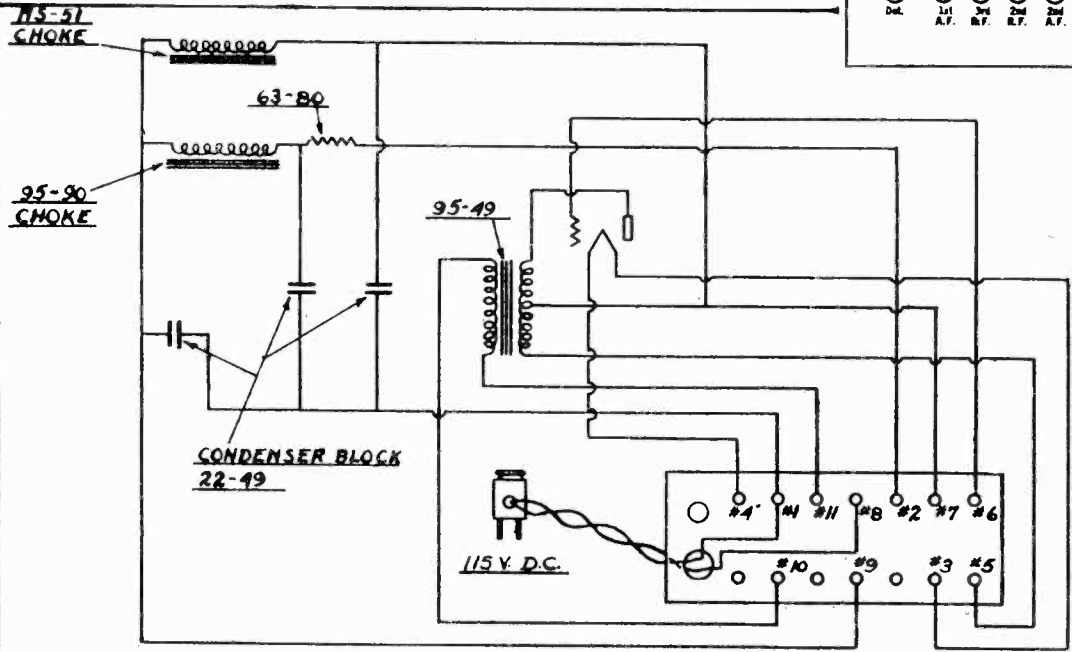 Det. 1st 3rd 2nd 2nd
A.F. R.F. R.F. A.F.
CHOKE
63-80
95-90
CHOKE
95-49
CONDENSER BLOCK
22-49
115 V. D.C.
#4 #1 #11 #8 #2 #7 #6
#10 #9 #3 #5